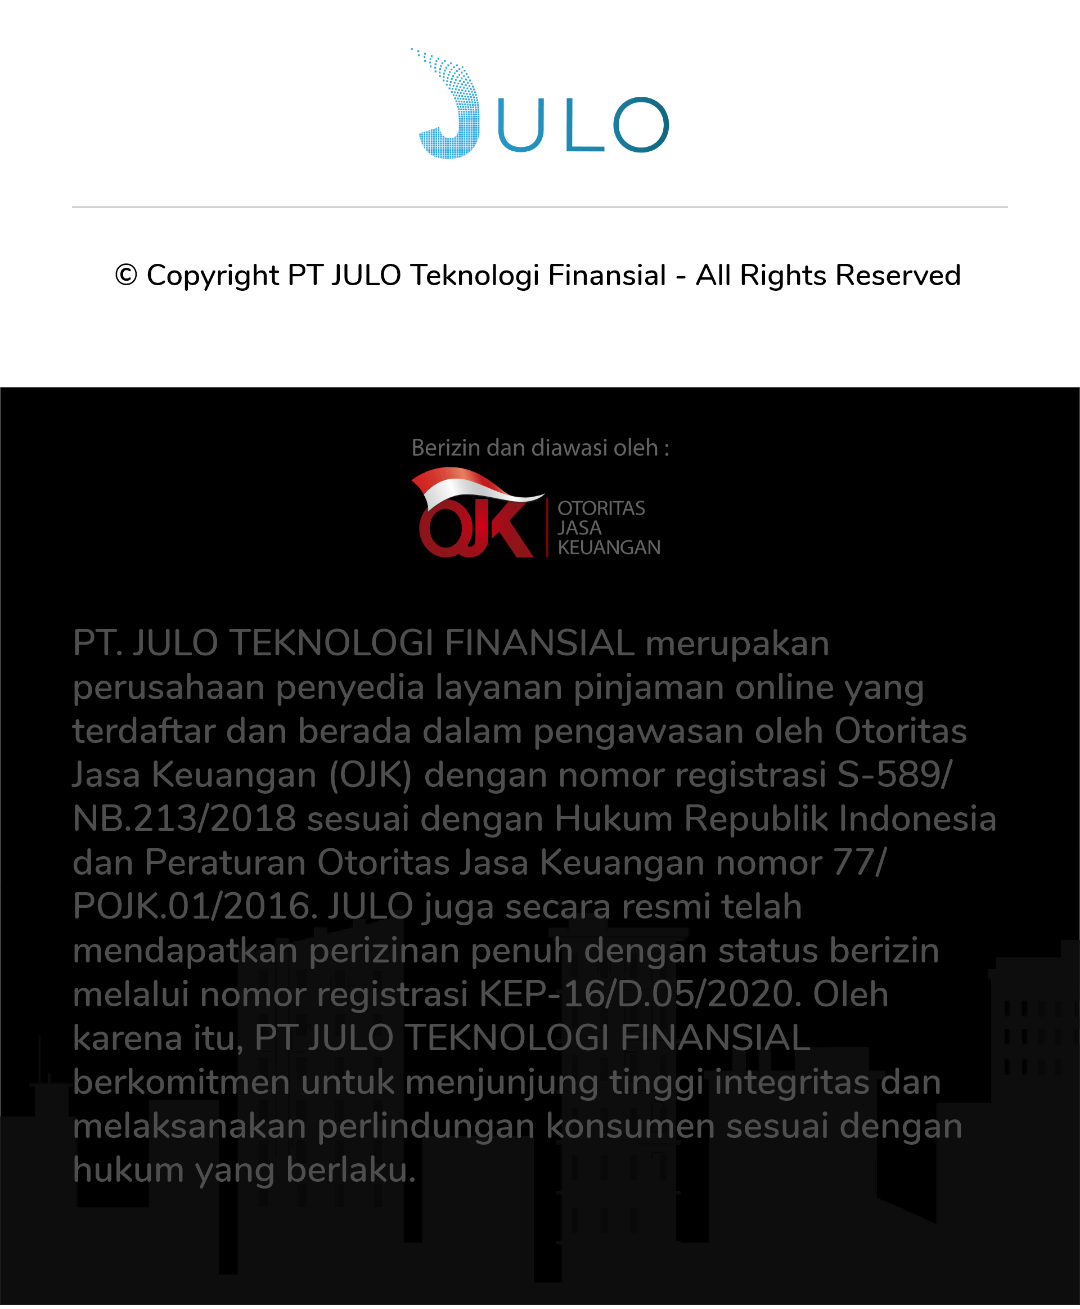 JULO
© Copyright PT JULO Teknologi Finansial - All Rights Reserved
Berizin dan diawasi oleh :
OJK
OTORITAS
JASA
KEUANGAN
PT. JULO TEKNOLOGI FINANSIAL merupakan
perusahaan penyedia layanan pinjaman online yang
terdaftar dan berada dalam pengawasan oleh Otoritas
Jasa Keuangan (OJK) dengan nomor registrasi S-589/
NB.213/2018 sesuai dengan Hukum Republik Indonesia
dan Peraturan Otoritas Jasa Keuangan nomor 77/
POJK.01/2016. JULO juga secara resmi telah
mendapatkan perizinan penuh dengan status berizin
melalui nomor registrasi KEP-16/D.05/2020. Oleh
karena itu, PT JULO TEKNOLOGI FINANSIAL
berkomitmen untuk menjunjung tinggi integritas dan
melaksanakan perlindungan konsumen sesuai dengan
hukum yang berlaku.